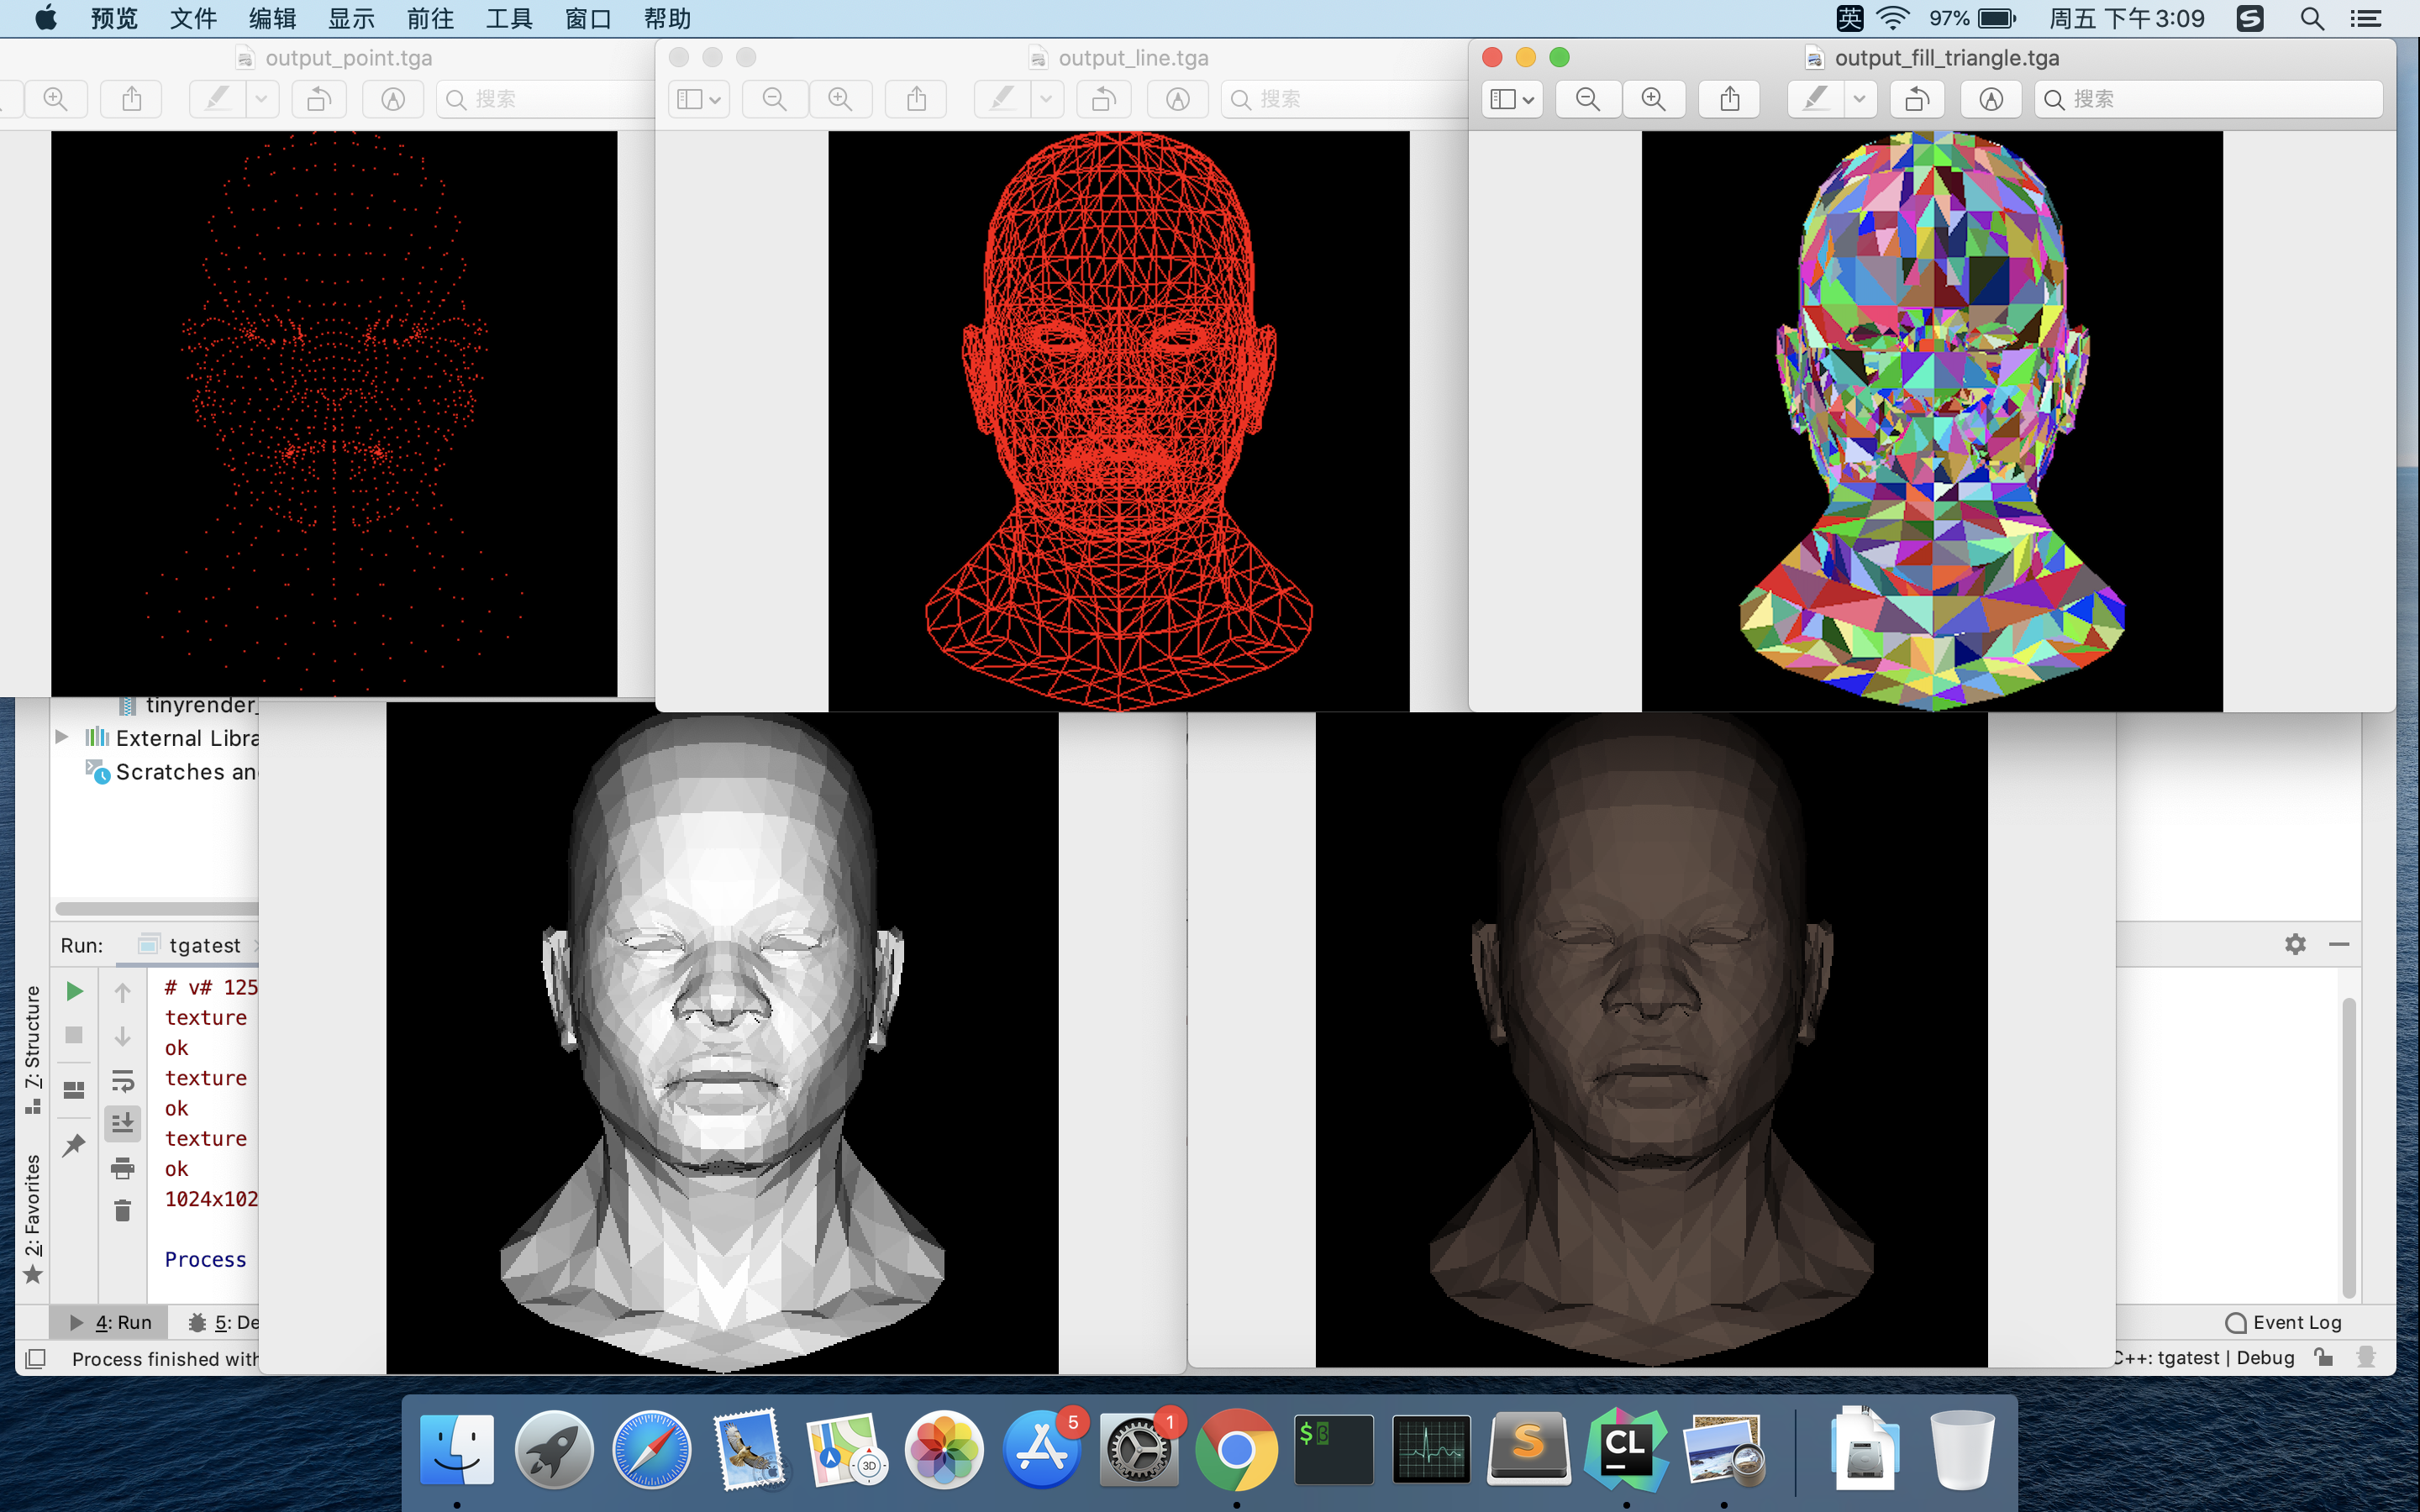 预览 文件 编辑 显示 前往 工具 窗口 帮助 英 97% 周五 下午3:09
output_point.tga
搜索
output_line.tga
搜索
output_fill_triangle.tga
搜索
tinyrender_
External Libra
Scratches an
Run: tgatest
# v# 125
texture
ok
texture
ok
texture
ok
1024x102
Process
7: Structure
2: Favorites
4: Run 5: De
Event Log
Process finished with
C++: tgatest | Debug
5
1
3D
$
S
CL